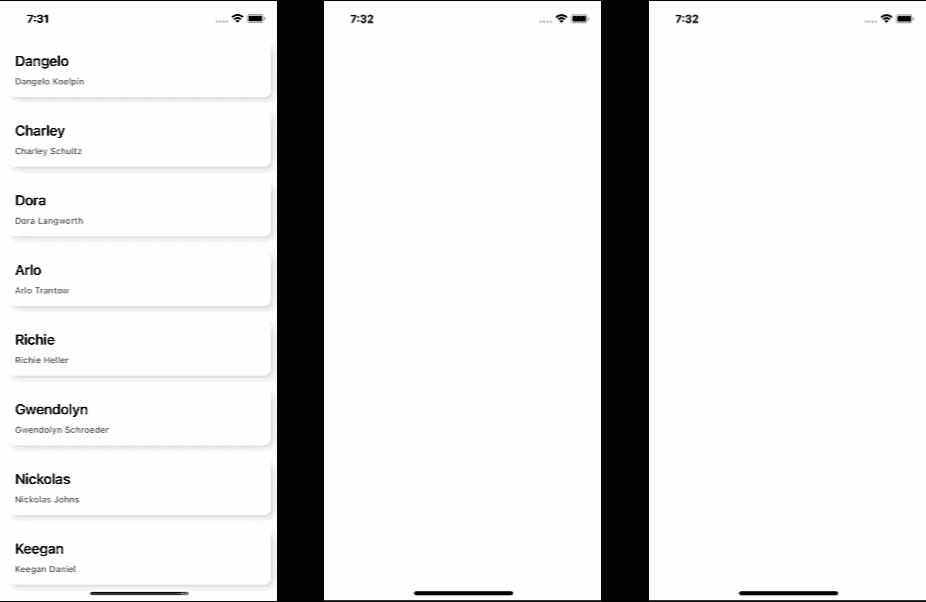 7:31
Dangelo
Dangelo Koelpin
Charley
Charley Schultz
Dora
Dora Langworth
Arlo
Arlo Trantow
Richie
Richie Heller
Gwendolyn
Gwendolyn Schroeder
Nickolas
Nickolas Johns
Keegan
Keegan Daniel
7:32
7:32